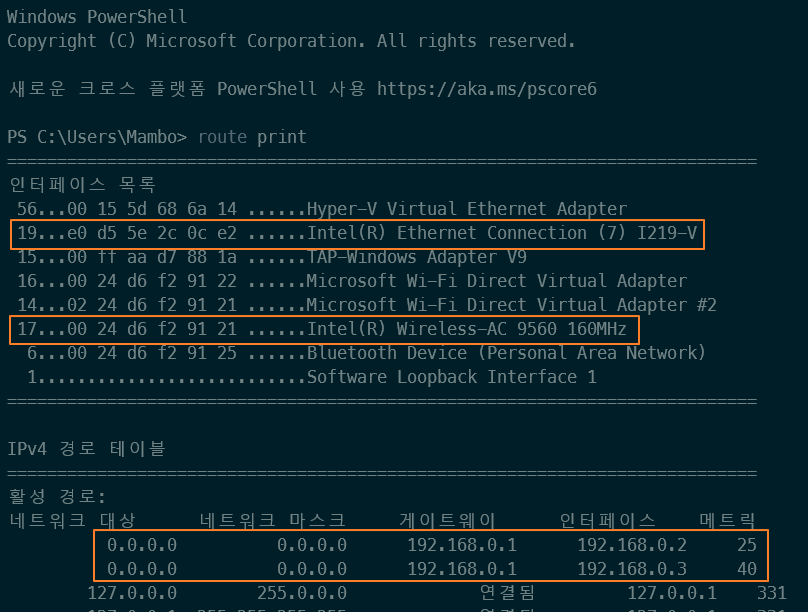 Windows PowerShell
Copyright (C) Microsoft Corporation. All rights reserved.
새로운 크로스 플랫폼 PowerShell 사용 https://aka.ms/pscore6
PS C:\Users\Mambo> route print
===========================================================================
인터페이스 목록
56...00 15 5d 68 6a 14 ......Hyper-V Virtual Ethernet Adapter
19...e0 d5 5e 2c 0c e2 ......Intel(R) Ethernet Connection (7) I219-V
15...00 ff aa d7 88 1a ......TAP-Windows Adapter V9
16...00 24 d6 f2 91 22 ......Microsoft Wi-Fi Direct Virtual Adapter
14...02 24 d6 f2 91 21 ......Microsoft Wi-Fi Direct Virtual Adapter #2
17...00 24 d6 f2 91 21 ......Intel(R) Wireless-AC 9560 160MHz
6...00 24 d6 f2 91 25 ......Bluetooth Device (Personal Area Network)
1...........................Software Loopback Interface 1
===========================================================================
IPv4 경로 테이블
===========================================================================
활성 경로:
네트워크 대상 네트워크 마스크 게이트웨이 인터페이스 메트릭
0.0.0.0 0.0.0.0 192.168.0.1 192.168.0.2 25
0.0.0.0 0.0.0.0 192.168.0.1 192.168.0.3 40
127.0.0.0 255.0.0.0 연결됨 127.0.0.1 331